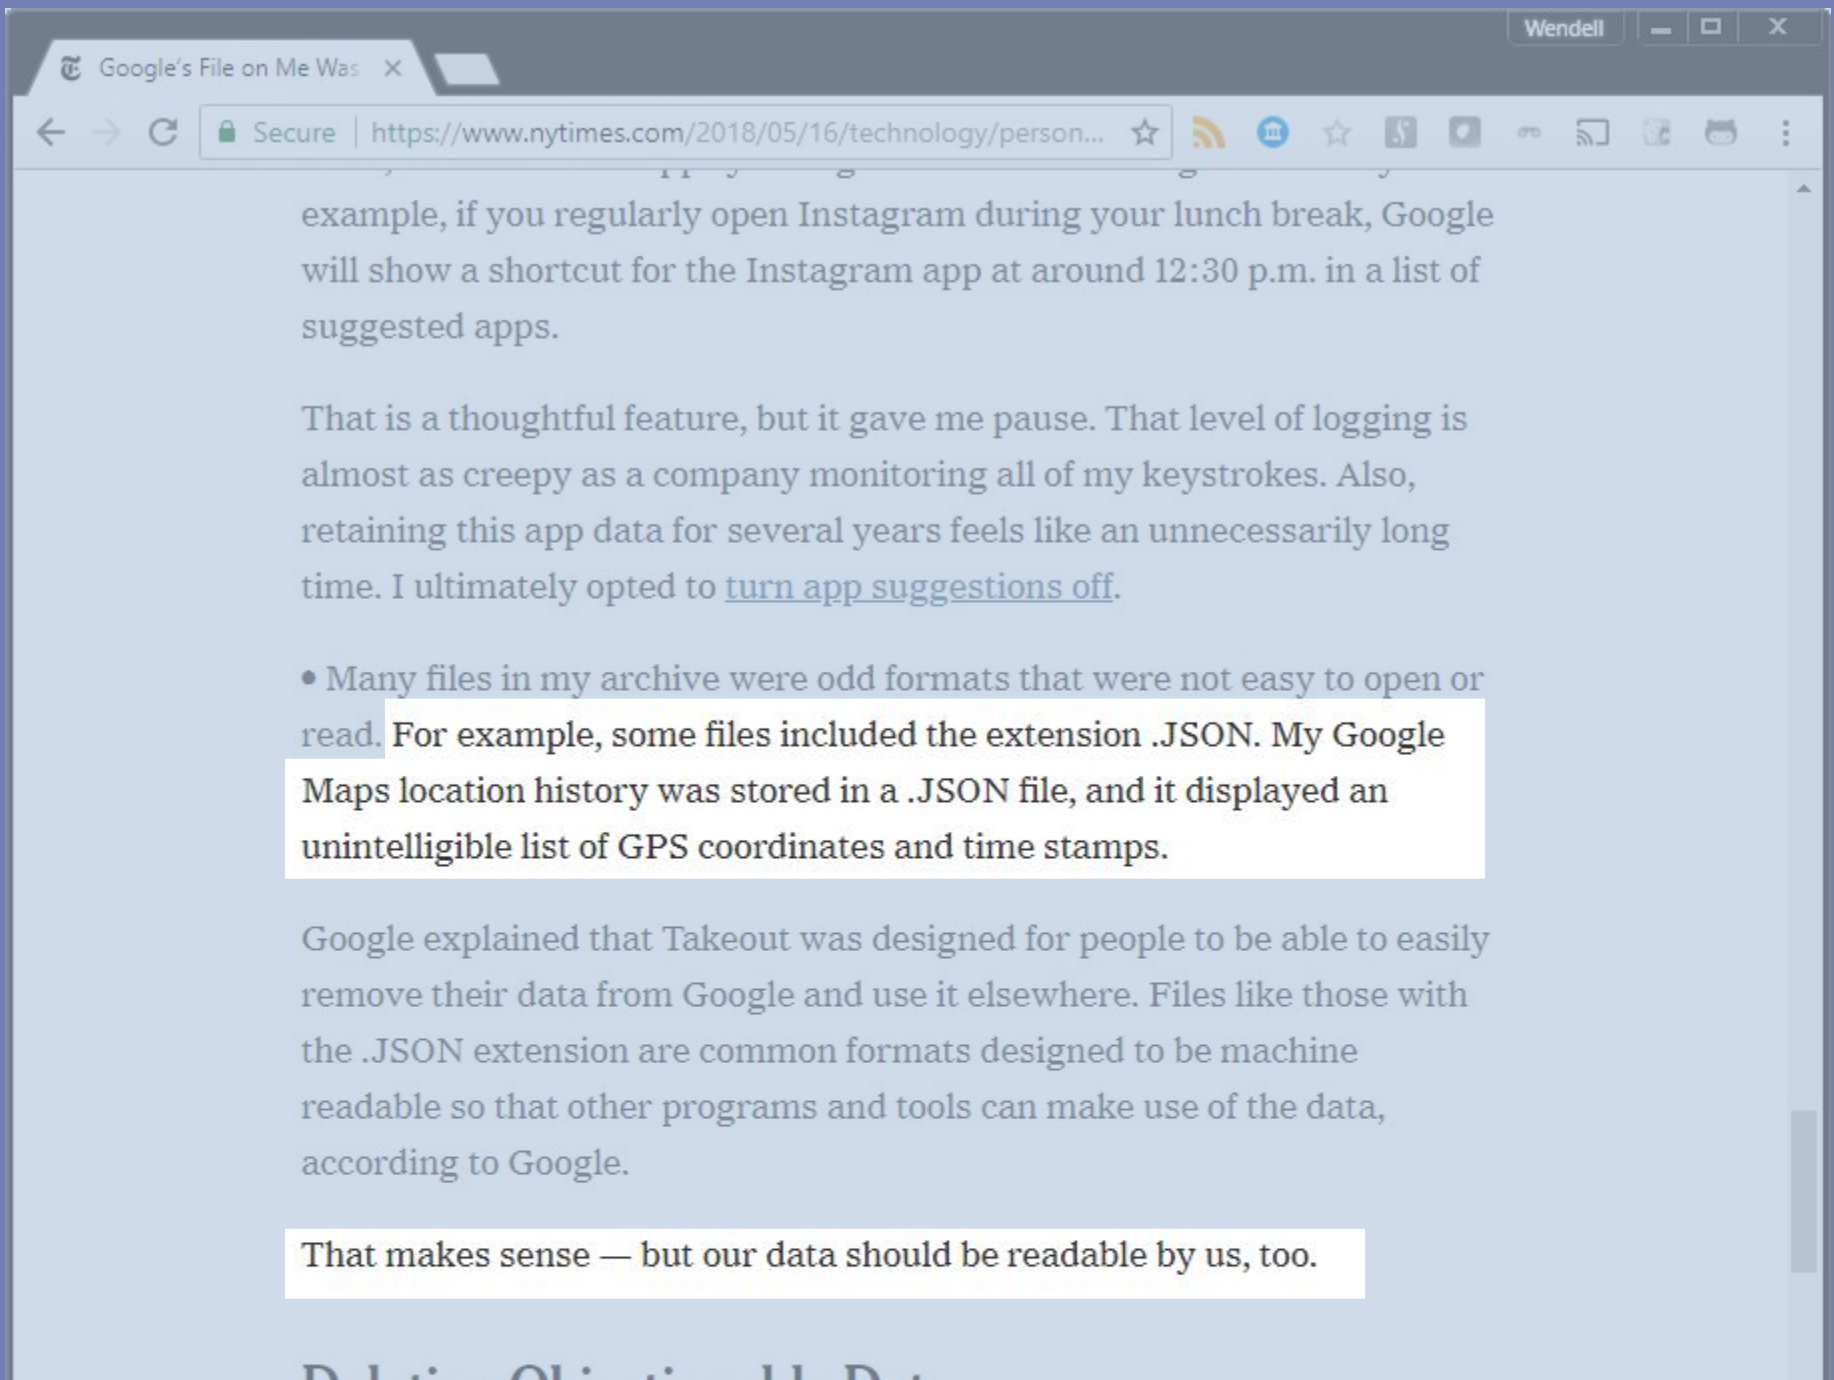 Wendell
Google's File on Me Was
Secure https://www.nytimes.com/2018/05/16/technology/person...
example, if you regularly open Instagram during your lunch break, Google
will show a shortcut for the Instagram app at around 12:30 p.m. in a list of
suggested apps.
That is a thoughtful feature, but it gave me pause. That level of logging is
almost as creepy as a company monitoring all of my keystrokes. Also,
retaining this app data for several years feels like an unnecessarily long
time. I ultimately opted to turn app suggestions off.
• Many files in my archive were odd formats that were not easy to open or
read. For example, some files included the extension .JSON. My Google
Maps location history was stored in a .JSON file, and it displayed an
unintelligible list of GPS coordinates and time stamps.
Google explained that Takeout was designed for people to be able to easily
remove their data from Google and use it elsewhere. Files like those with
the .JSON extension are common formats designed to be machine
readable so that other programs and tools can make use of the data,
according to Google.
That makes sense — but our data should be readable by us, too.